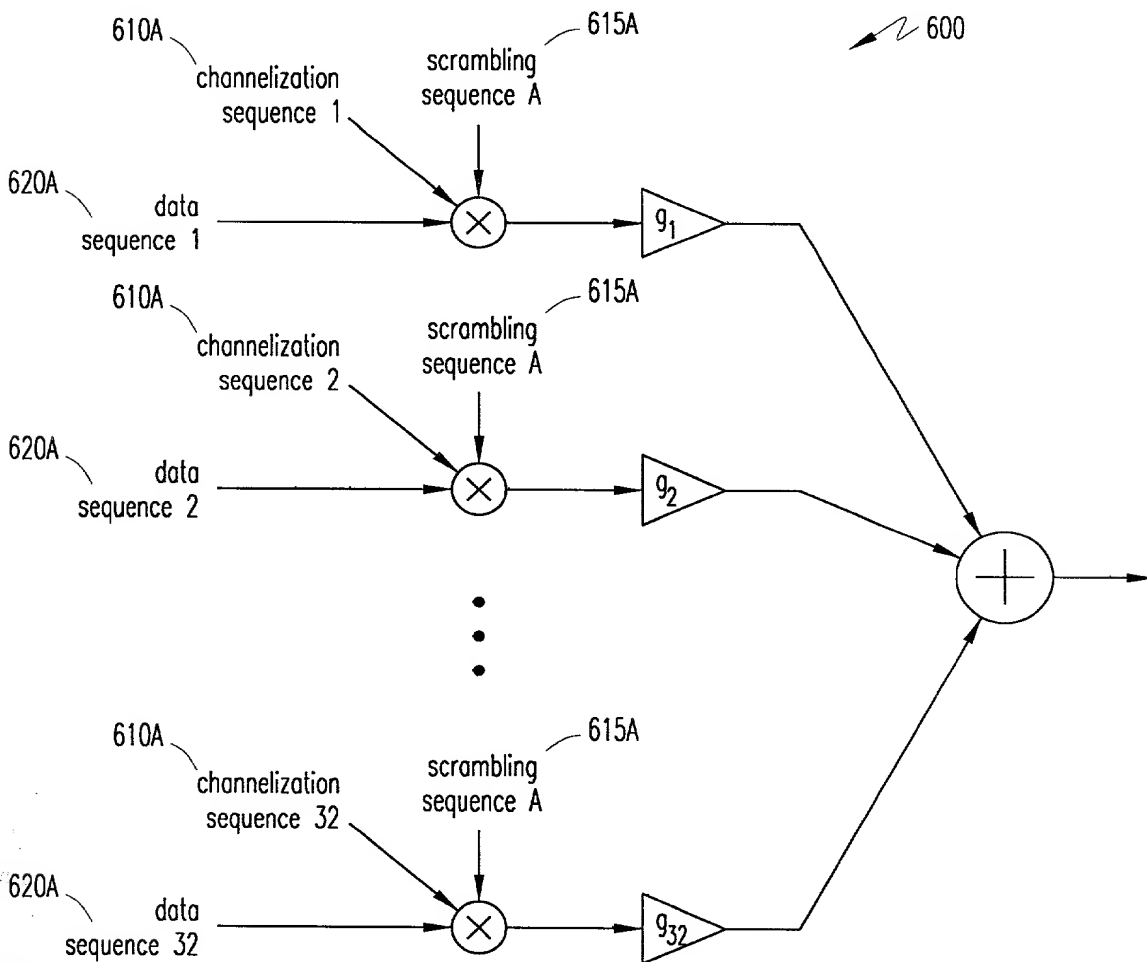 600
610A
615A
channelization
sequence 1
scrambling
sequence A
620A
data
sequence 1
g1
610A
615A
channelization
sequence 2
scrambling
sequence A
620A
data
sequence 2
g2
610A
615A
channelization
sequence 32
scrambling
sequence A
620A
data
sequence 32
g32